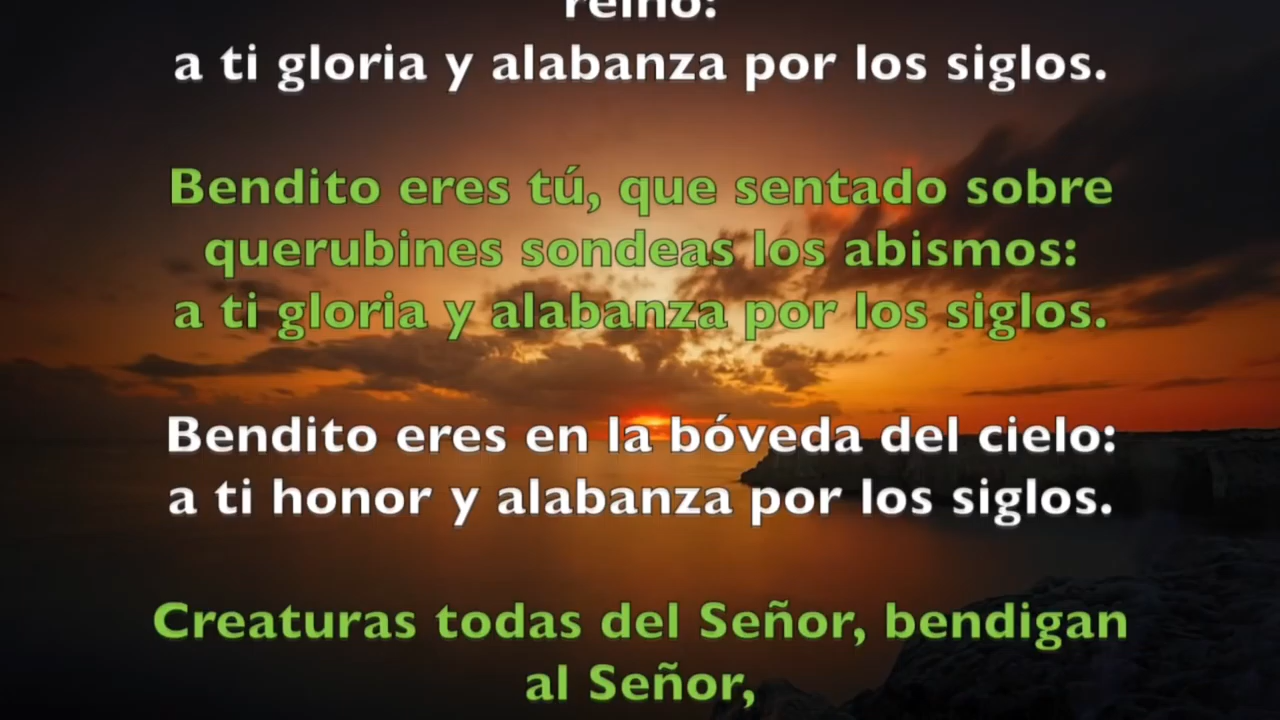 reino:
a ti gloria y alabanza por los siglos.
Bendito eres tú, que sentado sobre
querubines sondeas los abismos:
a ti gloria y alabanza por los siglos.
Bendito eres en la bóveda del cielo:
a ti honor y alabanza por los siglos.
Creaturas todas del Señor, bendigan
al Señor,